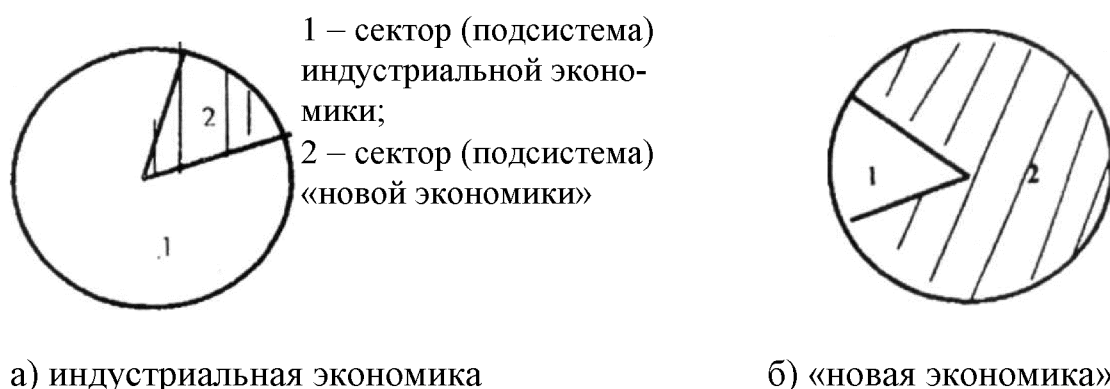 1 – сектор (подсистема)
индустриальной эконо-
мики;
2 – сектор (подсистема)
«новой экономики»
2
1
1
2
а) индустриальная экономика
б) «новая экономика»